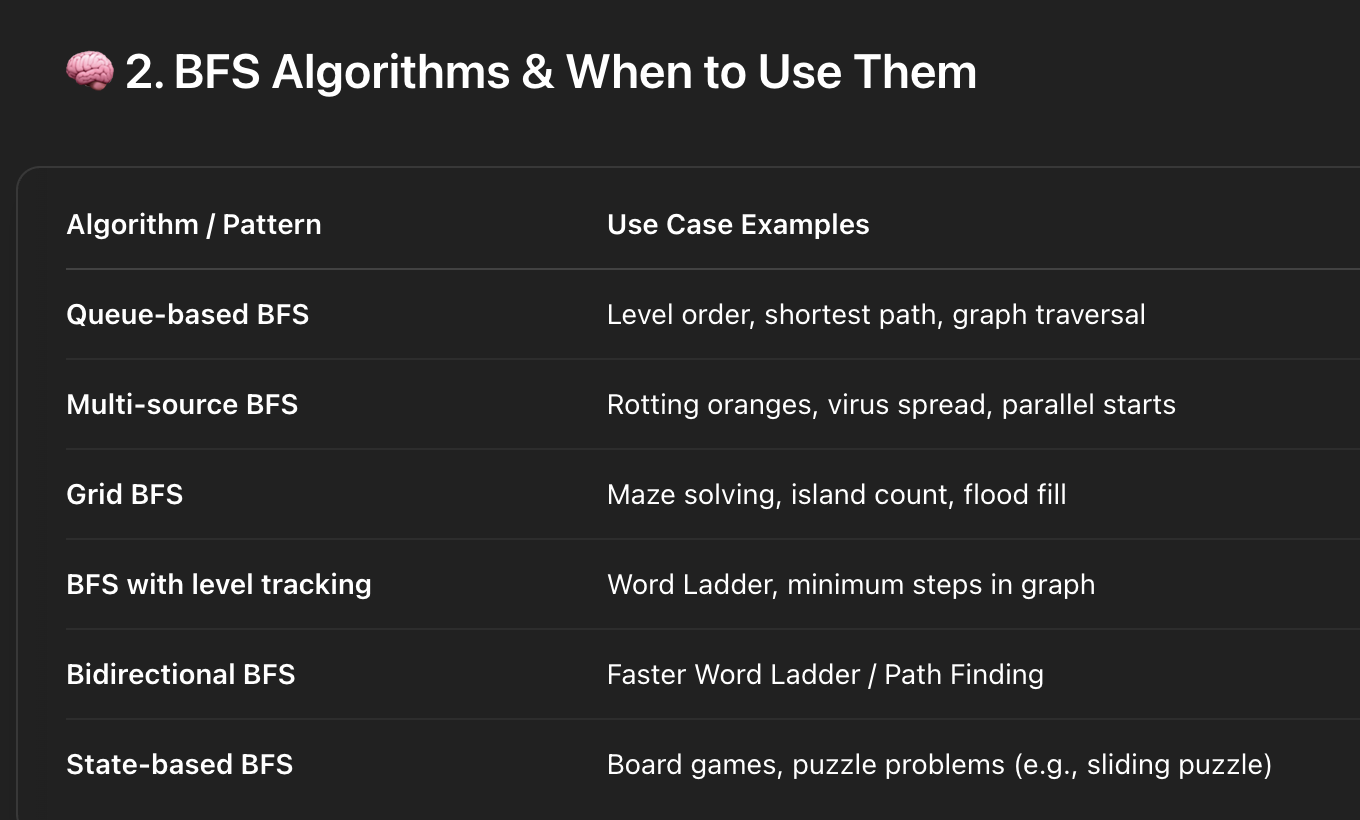 🧠 2. BFS Algorithms & When to Use Them
Algorithm / Pattern Use Case Examples
Queue-based BFS Level order, shortest path, graph traversal
Multi-source BFS Rotting oranges, virus spread, parallel starts
Grid BFS Maze solving, island count, flood fill
BFS with level tracking Word Ladder, minimum steps in graph
Bidirectional BFS Faster Word Ladder / Path Finding
State-based BFS Board games, puzzle problems (e.g., sliding puzzle)